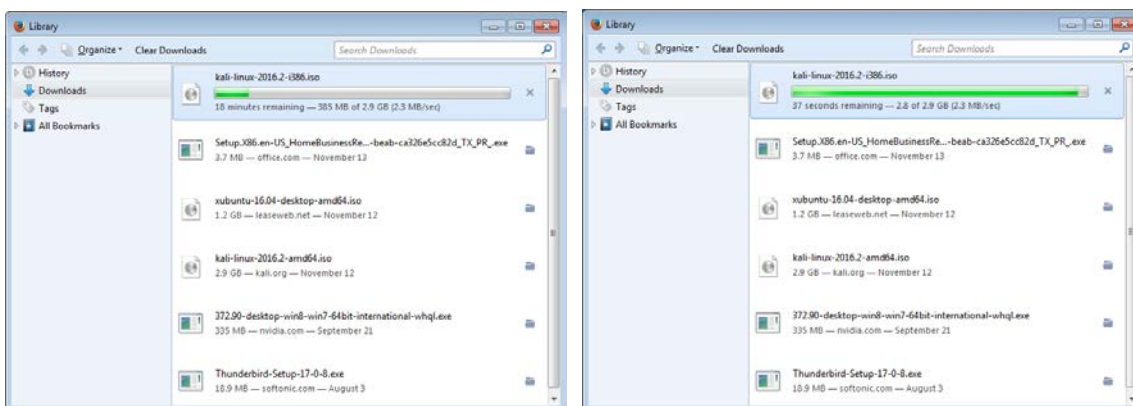 Library
Organize Clear Downloads Search Downloads
History
Downloads
Tags
All Bookmarks
kali-linux-2016.2-i386.iso
18 minutes remaining — 385 MB of 2.9 GB (2.3 MB/sec)
Setup.X86.en-US_HomeBusinessRe...-beab-ca326e5cc82d_TX_PR_.exe
3.7 MB — office.com — November 13
xubuntu-16.04-desktop-amd64.iso
1.2 GB — leaseweb.net — November 12
kali-linux-2016.2-amd64.iso
2.9 GB — kali.org — November 12
372.90-desktop-win8-win7-64bit-international-whql.exe
335 MB — nvidia.com — September 21
Thunderbird-Setup-17-0-8.exe
18.9 MB — softonic.com — August 3
Library
Organize Clear Downloads Search Downloads
History
Downloads
Tags
All Bookmarks
kali-linux-2016.2-i386.iso
37 seconds remaining — 2.8 of 2.9 GB (2.3 MB/sec)
Setup.X86.en-US_HomeBusinessRe...-beab-ca326e5cc82d_TX_PR_.exe
3.7 MB — office.com — November 13
xubuntu-16.04-desktop-amd64.iso
1.2 GB — leaseweb.net — November 12
kali-linux-2016.2-amd64.iso
2.9 GB — kali.org — November 12
372.90-desktop-win8-win7-64bit-international-whql.exe
335 MB — nvidia.com — September 21
Thunderbird-Setup-17-0-8.exe
18.9 MB — softonic.com — August 3